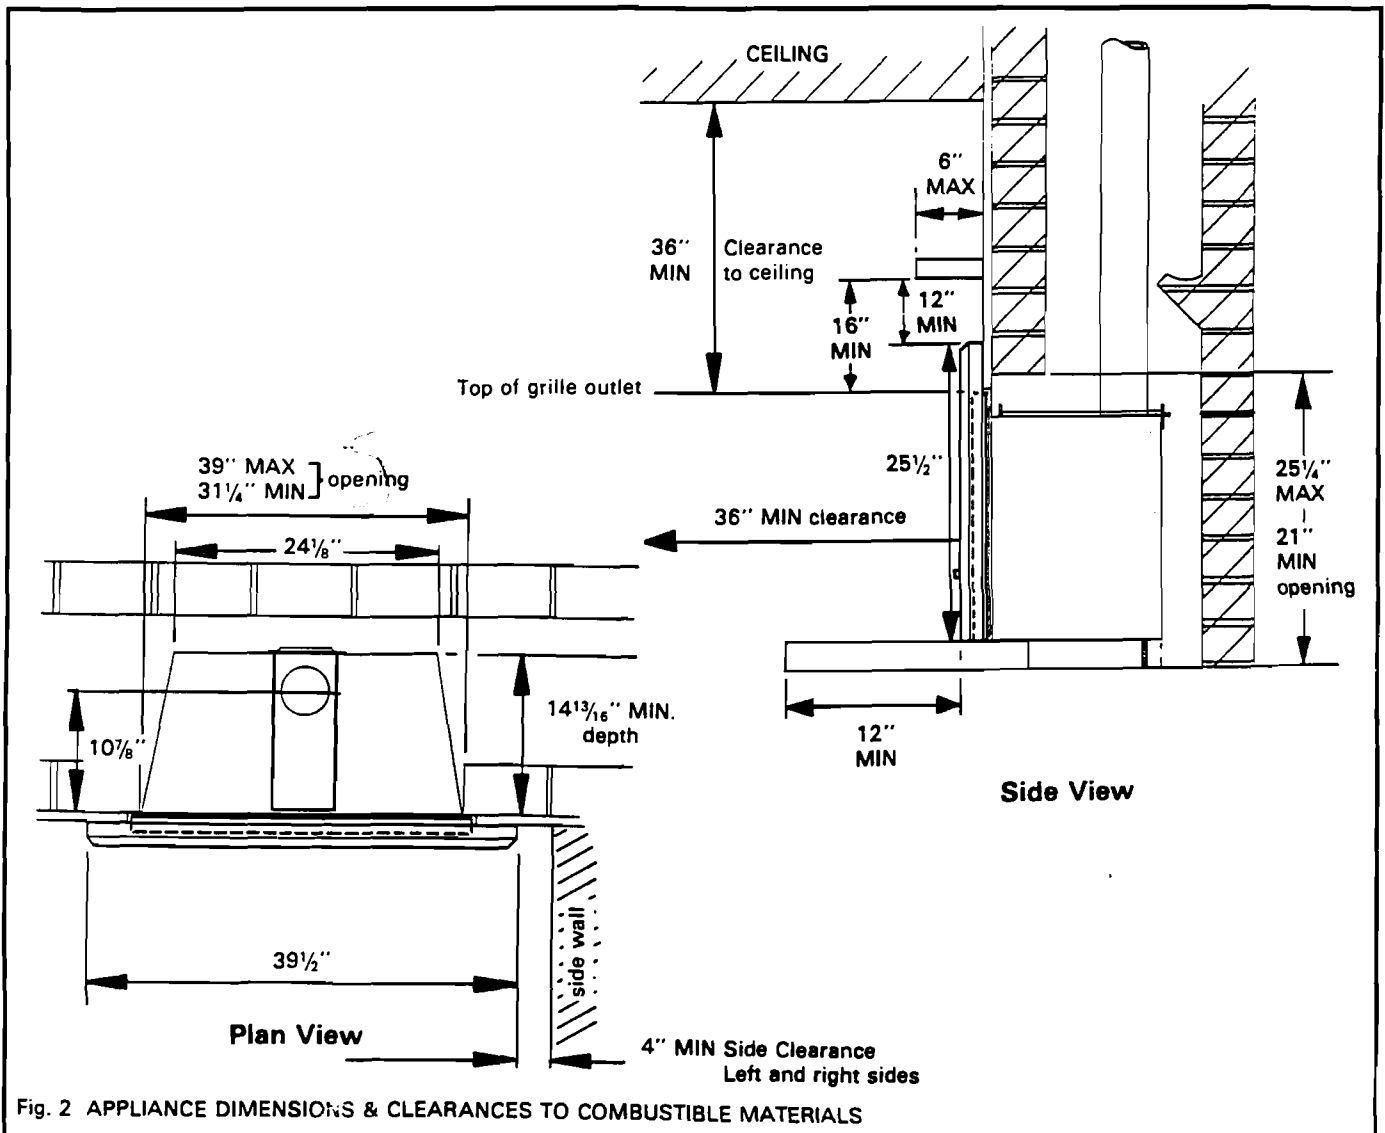 CEILING
6"
MAX
36"
MIN
Clearance
to ceiling
12"
MIN
16"
MIN
Top of grille outlet
39" MAX
31¼" MIN
opening
24⅛"
25½"
36" MIN clearance
25¼"
MAX
21"
MIN
opening
14¹³⁄₁₆" MIN.
depth
10⅞"
12"
MIN
Side View
side wall
39½"
Plan View
4" MIN Side Clearance
Left and right sides
Fig. 2 APPLIANCE DIMENSIONS & CLEARANCES TO COMBUSTIBLE MATERIALS